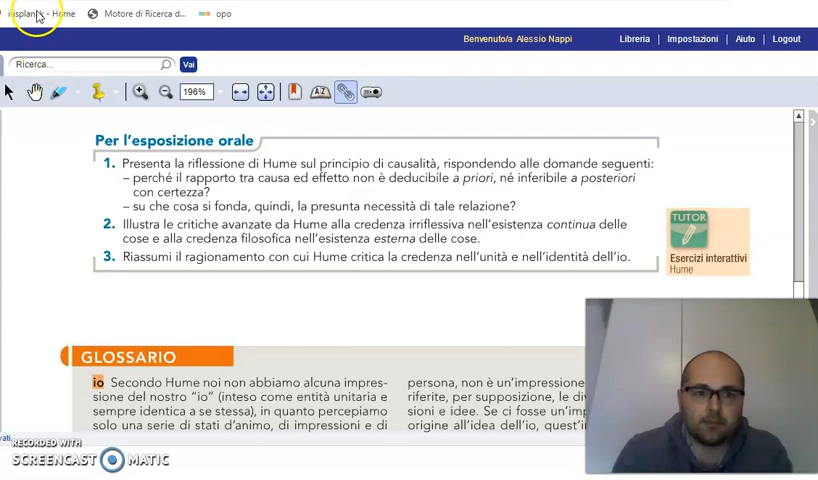 - Home
Motore di Ricerca d...
opo
Benvenuto/a Alessio Nappi
Libreria | Impostazioni | Aiuto | Logout
Ricerca...
Vai
196%
A-Z
Per l'esposizione orale
1. Presenta la riflessione di Hume sul principio di causalità, rispondendo alle domande seguenti:
– perché il rapporto tra causa ed effetto non è deducibile a priori, né inferibile a posteriori
con certezza?
– su che cosa si fonda, quindi, la presunta necessità di tale relazione?
2. Illustra le critiche avanzate da Hume alla credenza irriflessiva nell'esistenza continua delle
cose e alla credenza filosofica nell'esistenza esterna delle cose.
3. Riassumi il ragionamento con cui Hume critica la credenza nell'unità e nell'identità dell'io.
TUTOR
Esercizi interattivi
Hume
GLOSSARIO
io Secondo Hume noi non abbiamo alcuna impres-
sione del nostro "io" (inteso come entità unitaria e
sempre identica a se stessa), in quanto percepiamo
solo una serie di stati d'animo, di impressioni e di
persona, non è un'impressione
riferite, per supposizione, le di
sioni e idee. Se ci fosse un'im
origine all'idea dell'io, quest'i
vati.
RECORDED WITH
SCREENCAST MATIC